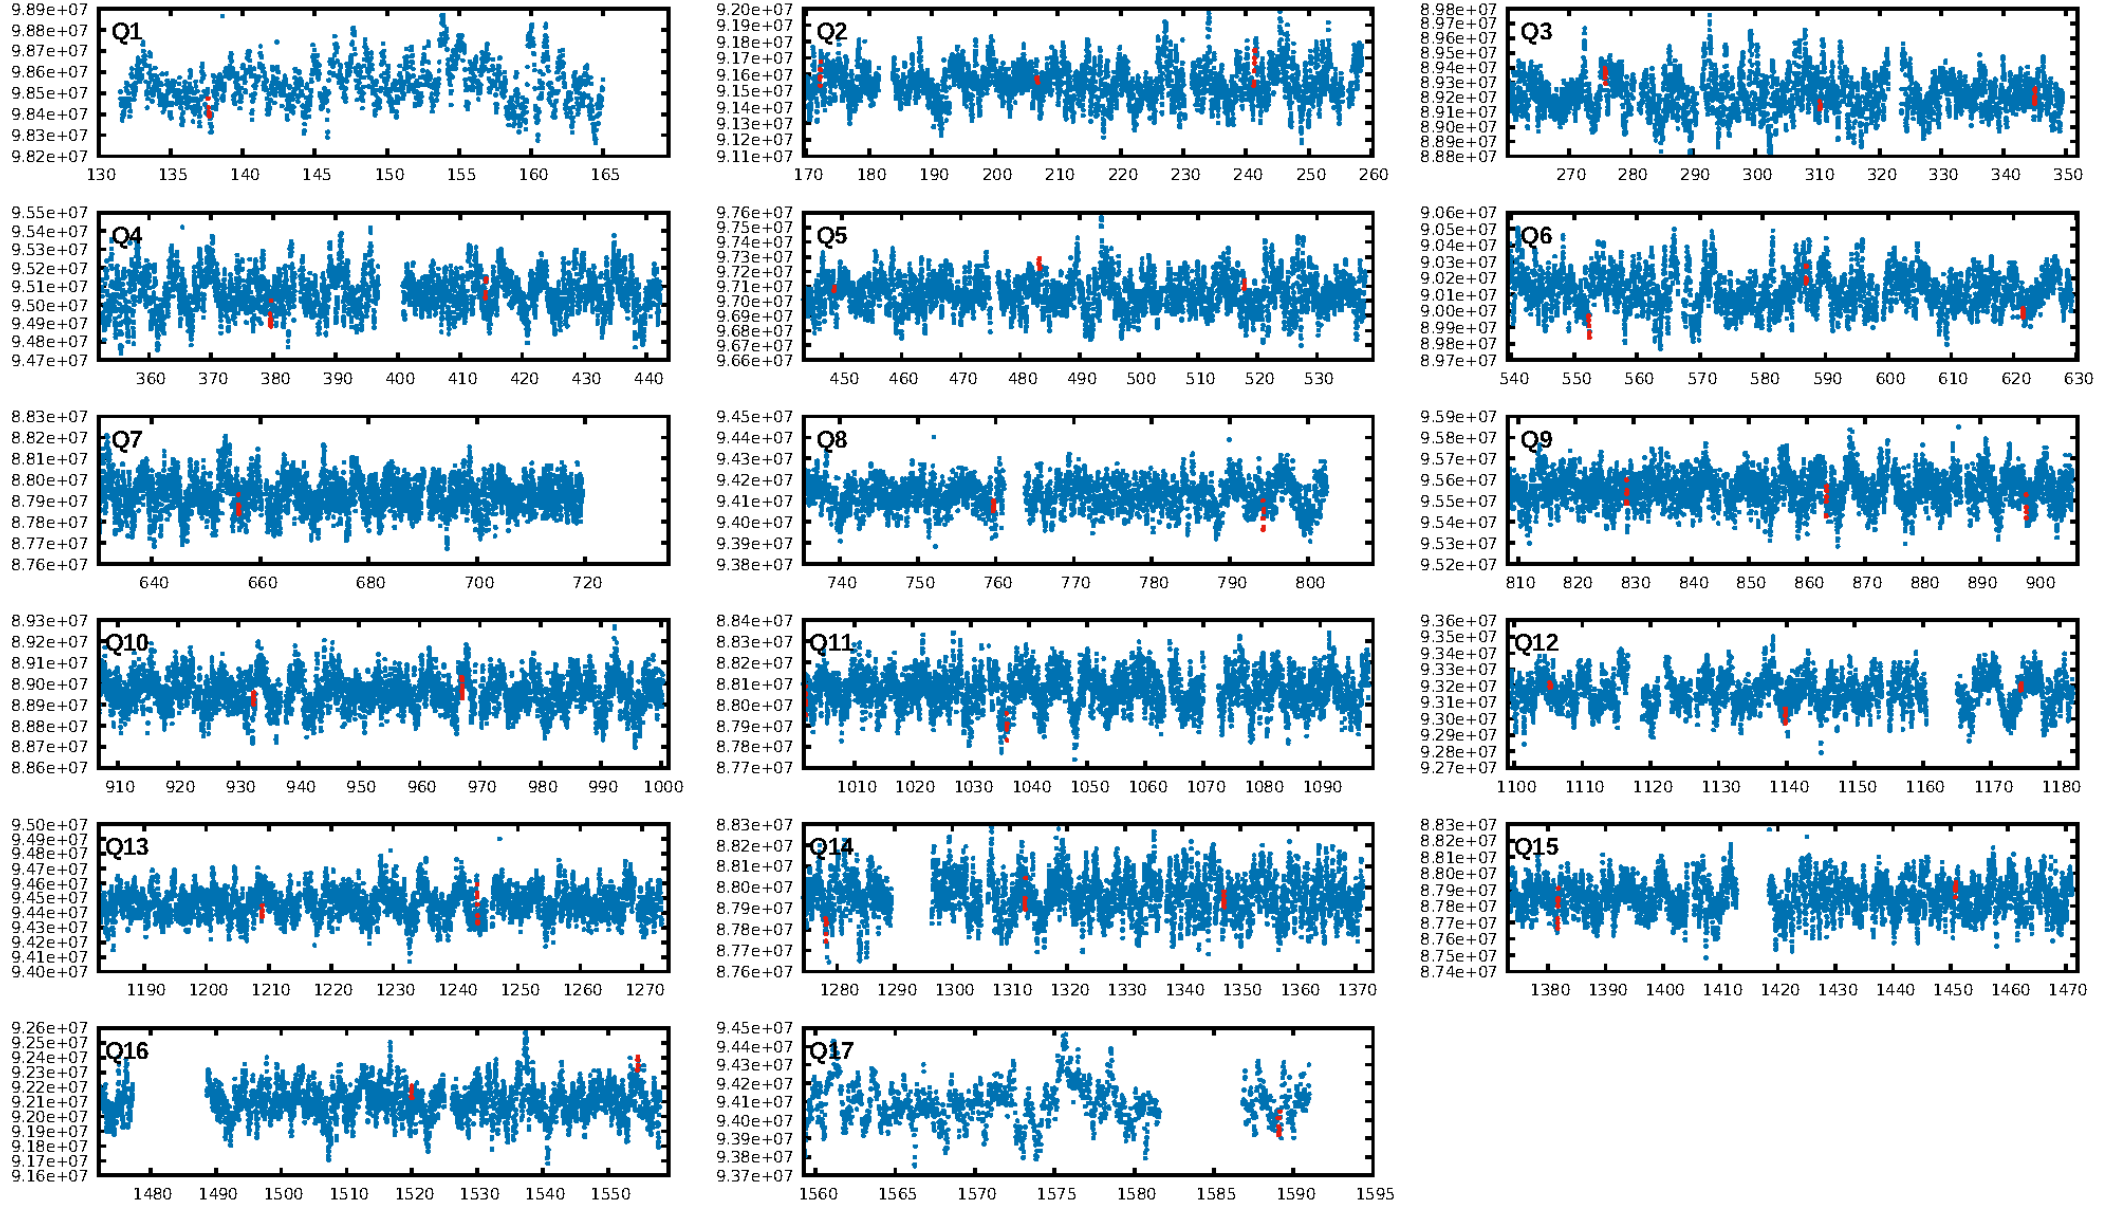 9.89e+07 9.88e+07 9.87e+07 9.86e+07 9.85e+07 9.84e+07 9.83e+07 9.82e+07
Q1
130 135 140 145 150 155 160 165
9.20e+07 9.19e+07 9.18e+07 9.17e+07 9.16e+07 9.15e+07 9.14e+07 9.13e+07 9.12e+07 9.11e+07
Q2
170 180 190 200 210 220 230 240 250 260
8.98e+07 8.97e+07 8.96e+07 8.95e+07 8.94e+07 8.93e+07 8.92e+07 8.91e+07 8.90e+07 8.89e+07 8.88e+07
Q3
270 280 290 300 310 320 330 340 350
9.55e+07 9.54e+07 9.53e+07 9.52e+07 9.51e+07 9.50e+07 9.49e+07 9.48e+07 9.47e+07
Q4
360 370 380 390 400 410 420 430 440
9.76e+07 9.74e+07 9.73e+07 9.72e+07 9.71e+07 9.70e+07 9.69e+07 9.68e+07 9.67e+07 9.66e+07
Q5
450 460 470 480 490 500 510 520 530
9.06e+07 9.05e+07 9.04e+07 9.03e+07 9.02e+07 9.01e+07 9.00e+07 8.99e+07 8.98e+07 8.97e+07
Q6
540 550 560 570 580 590 600 610 620 630
8.83e+07 8.82e+07 8.81e+07 8.80e+07 8.79e+07 8.78e+07 8.77e+07 8.76e+07
Q7
640 660 680 700 720
9.45e+07 9.44e+07 9.43e+07 9.42e+07 9.41e+07 9.40e+07 9.39e+07 9.38e+07
Q8
740 750 760 770 780 790 800
9.59e+07 9.58e+07 9.57e+07 9.56e+07 9.55e+07 9.54e+07 9.53e+07 9.52e+07
Q9
810 820 830 840 850 860 870 880 890 900
8.93e+07 8.92e+07 8.91e+07 8.90e+07 8.89e+07 8.88e+07 8.87e+07 8.86e+07
Q10
910 920 930 940 950 960 970 980 990 1000
8.84e+07 8.83e+07 8.82e+07 8.81e+07 8.80e+07 8.79e+07 8.78e+07 8.77e+07
Q11
1010 1020 1030 1040 1050 1060 1070 1080 1090
9.36e+07 9.35e+07 9.34e+07 9.33e+07 9.32e+07 9.31e+07 9.30e+07 9.29e+07 9.28e+07 9.27e+07
Q12
1100 1110 1120 1130 1140 1150 1160 1170 1180
9.50e+07 9.49e+07 9.48e+07 9.47e+07 9.46e+07 9.45e+07 9.44e+07 9.43e+07 9.42e+07 9.41e+07 9.40e+07
Q13
1190 1200 1210 1220 1230 1240 1250 1260 1270
8.83e+07 8.82e+07 8.81e+07 8.80e+07 8.79e+07 8.78e+07 8.77e+07 8.76e+07
Q14
1280 1290 1300 1310 1320 1330 1340 1350 1360 1370
8.83e+07 8.82e+07 8.81e+07 8.80e+07 8.79e+07 8.78e+07 8.77e+07 8.76e+07 8.75e+07 8.74e+07
Q15
1380 1390 1400 1410 1420 1430 1440 1450 1460 1470
9.26e+07 9.25e+07 9.24e+07 9.23e+07 9.22e+07 9.21e+07 9.20e+07 9.19e+07 9.18e+07 9.17e+07 9.16e+07
Q16
1480 1490 1500 1510 1520 1530 1540 1550
9.45e+07 9.44e+07 9.43e+07 9.42e+07 9.41e+07 9.40e+07 9.39e+07 9.38e+07 9.37e+07
Q17
1560 1565 1570 1575 1580 1585 1590 1595